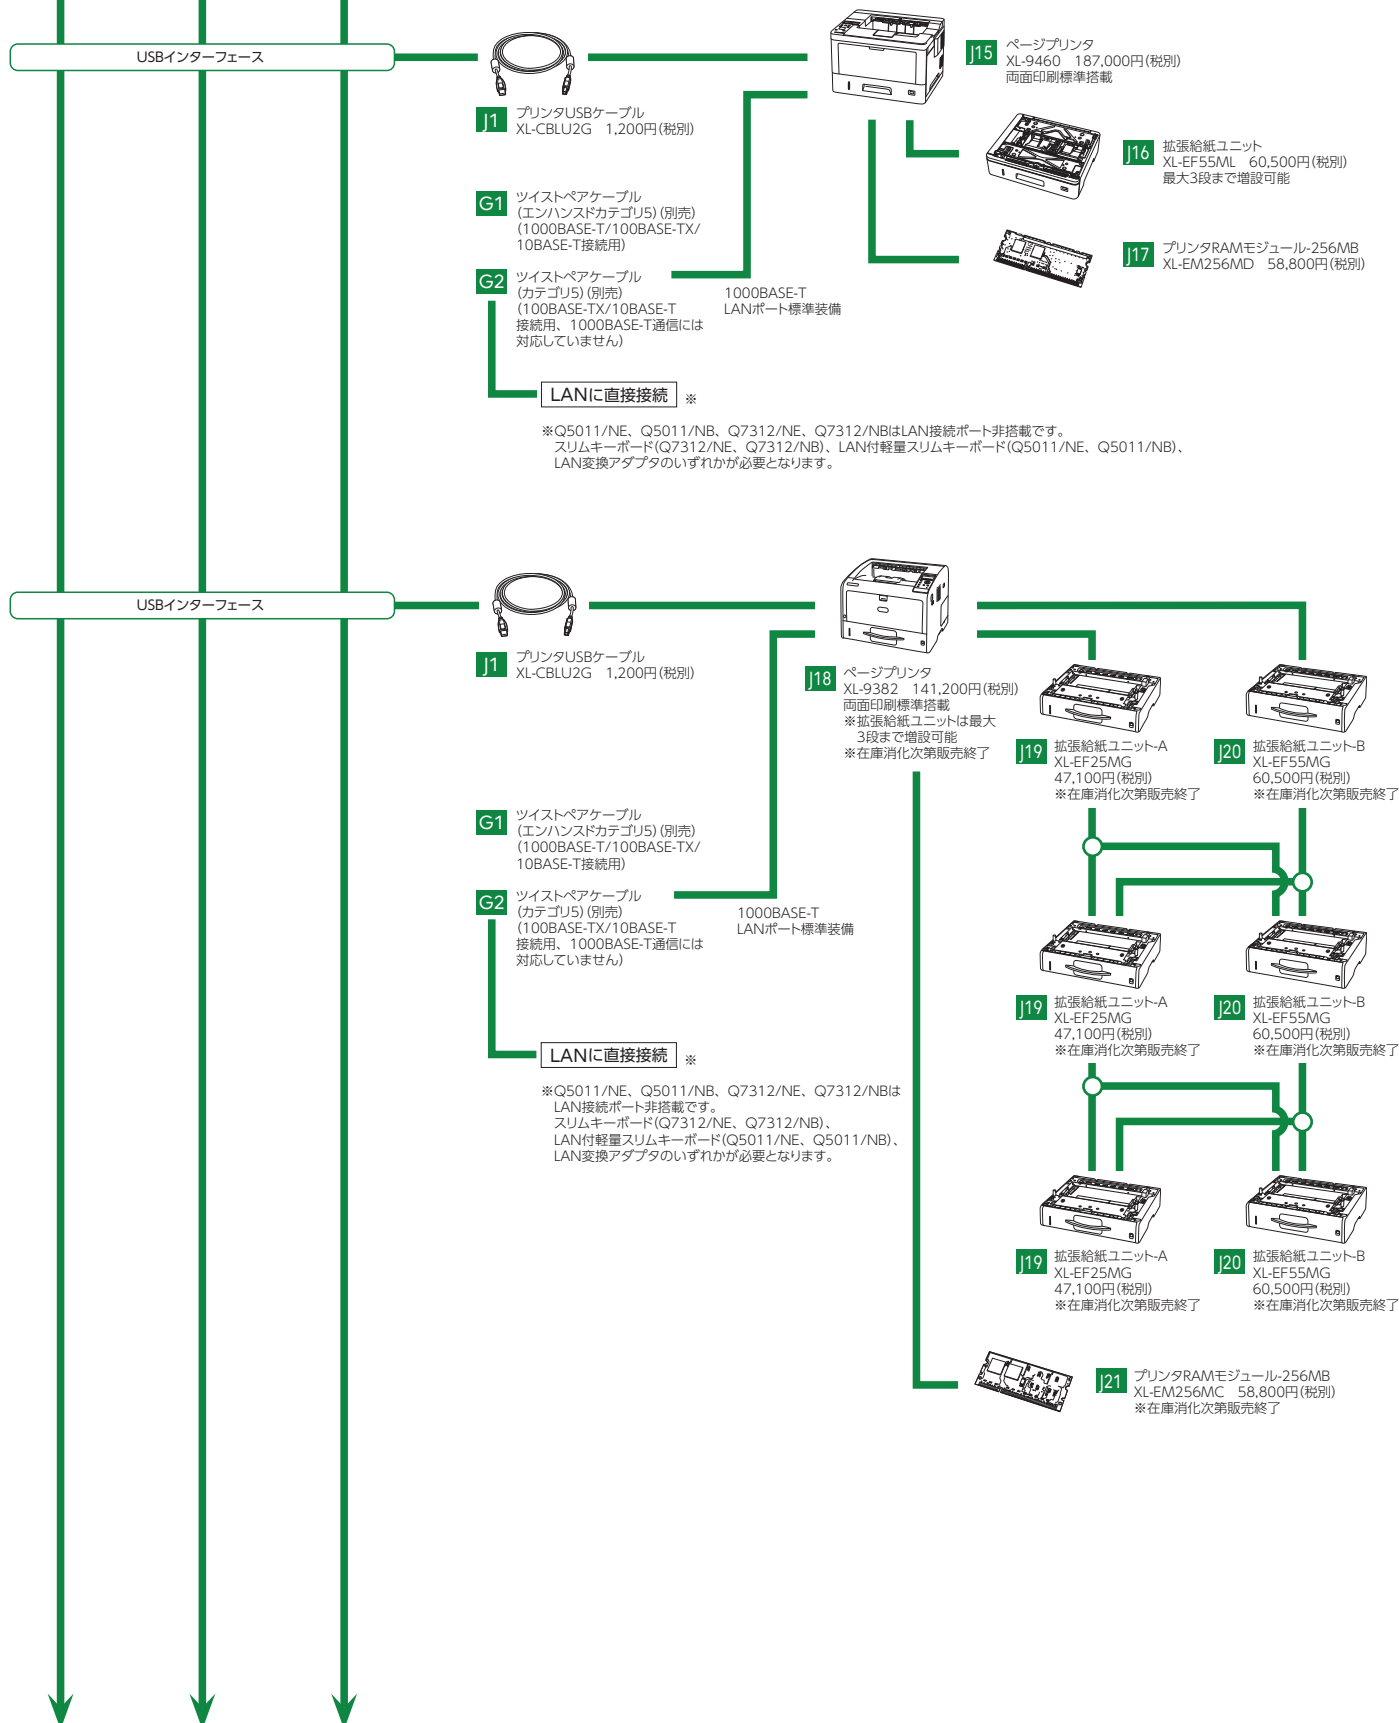 USBインターフェース
J1
プリンタUSBケーブル
XL-CBLU2G 1,200円(税別)
J15
ページプリンタ
XL-9460 187,000円(税別)
両面印刷標準搭載
J16
拡張給紙ユニット
XL-EF55ML 60,500円(税別)
最大3段まで増設可能
J17
プリンタRAMモジュール-256MB
XL-EM256MD 58,800円(税別)
G1
ツイストペアケーブル
(エンハンスドカテゴリ5)(別売)
(1000BASE-T/100BASE-TX/
10BASE-T接続用)
G2
ツイストペアケーブル
(カテゴリ5)(別売)
(100BASE-TX/10BASE-T
接続用、1000BASE-T通信には
対応していません)
1000BASE-T
LANポート標準装備
LANに直接接続 ※
※Q5011/NE、Q5011/NB、Q7312/NE、Q7312/NBはLAN接続ポート非搭載です。
スリムキーボード(Q7312/NE、Q7312/NB)、LAN付軽量スリムキーボード(Q5011/NE、Q5011/NB)、
LAN変換アダプタのいずれかが必要となります。
USBインターフェース
J1
プリンタUSBケーブル
XL-CBLU2G 1,200円(税別)
J18
ページプリンタ
XL-9382 141,200円(税別)
両面印刷標準搭載
※拡張給紙ユニットは最大
3段まで増設可能
※在庫消化次第販売終了
J19
拡張給紙ユニット-A
XL-EF25MG
47,100円(税別)
※在庫消化次第販売終了
J20
拡張給紙ユニット-B
XL-EF55MG
60,500円(税別)
※在庫消化次第販売終了
G1
ツイストペアケーブル
(エンハンスドカテゴリ5)(別売)
(1000BASE-T/100BASE-TX/
10BASE-T接続用)
G2
ツイストペアケーブル
(カテゴリ5)(別売)
(100BASE-TX/10BASE-T
接続用、1000BASE-T通信には
対応していません)
1000BASE-T
LANポート標準装備
J19
拡張給紙ユニット-A
XL-EF25MG
47,100円(税別)
※在庫消化次第販売終了
J20
拡張給紙ユニット-B
XL-EF55MG
60,500円(税別)
※在庫消化次第販売終了
LANに直接接続 ※
※Q5011/NE、Q5011/NB、Q7312/NE、Q7312/NBは
LAN接続ポート非搭載です。
スリムキーボード(Q7312/NE、Q7312/NB)、
LAN付軽量スリムキーボード(Q5011/NE、Q5011/NB)、
LAN変換アダプタのいずれかが必要となります。
J19
拡張給紙ユニット-A
XL-EF25MG
47,100円(税別)
※在庫消化次第販売終了
J20
拡張給紙ユニット-B
XL-EF55MG
60,500円(税別)
※在庫消化次第販売終了
J21
プリンタRAMモジュール-256MB
XL-EM256MC 58,800円(税別)
※在庫消化次第販売終了